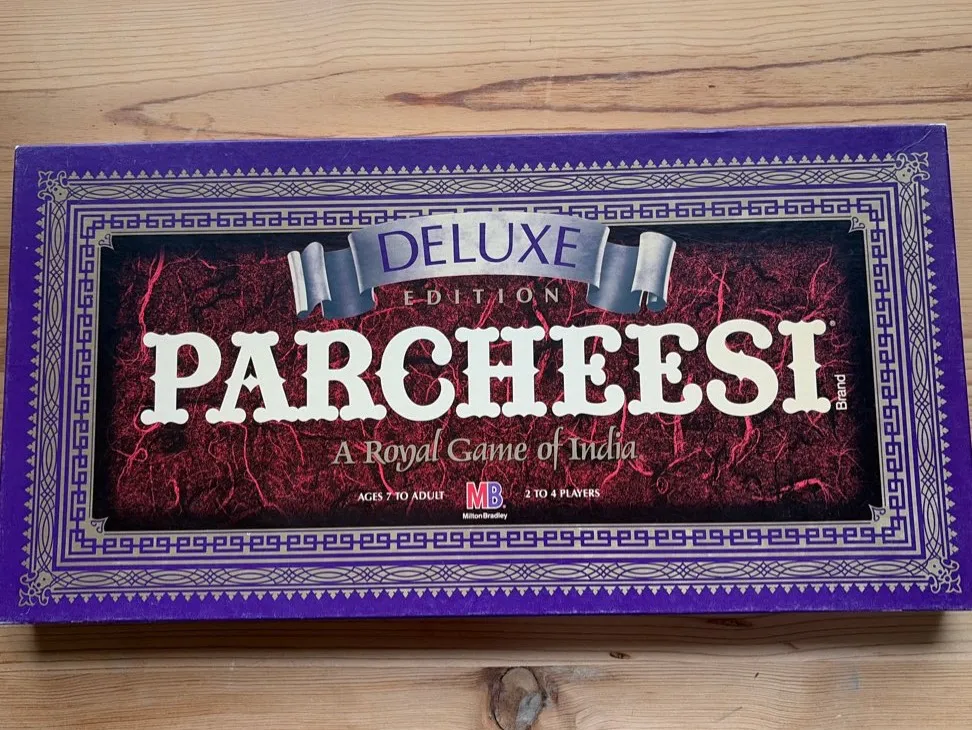 DELUXE
EDITION
PARCHEESI®
Brand
A Royal Game of India
AGES 7 TO ADULT MB 2 TO 4 PLAYERS
Milton Bradley